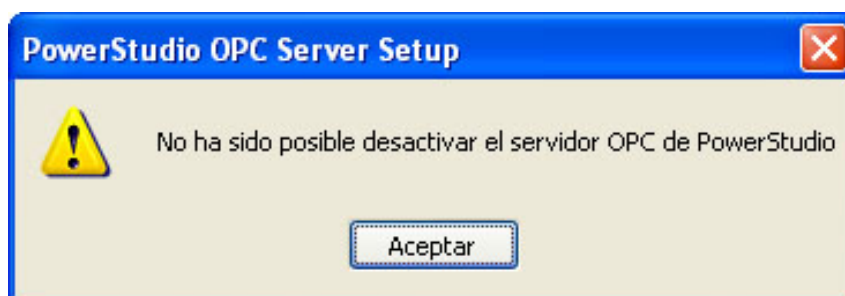 PowerStudio OPC Server Setup
No ha sido posible desactivar el servidor OPC de PowerStudio
Aceptar